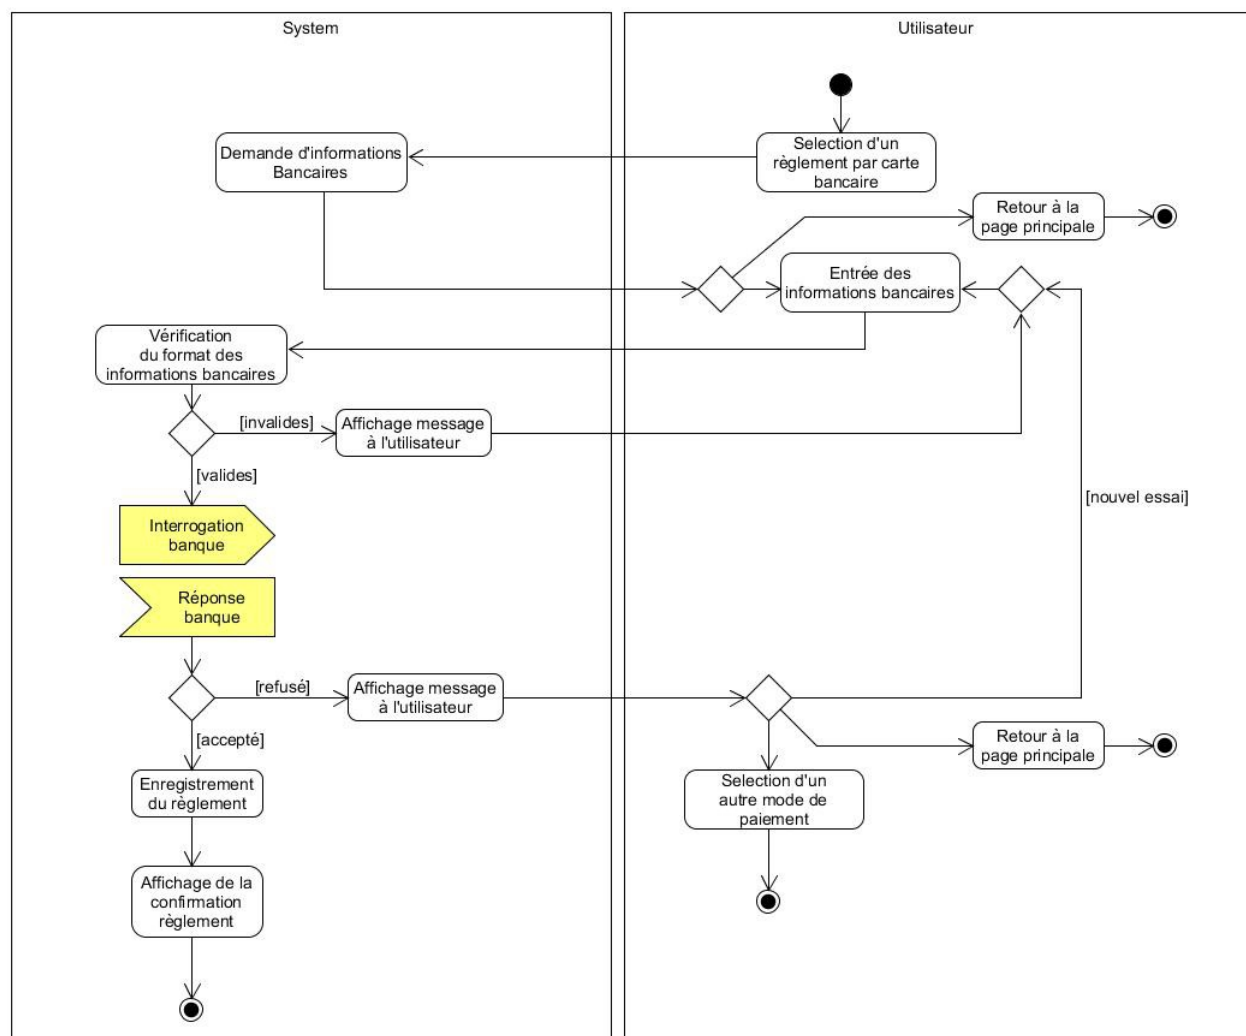 System
Utilisateur
Selection d'un
règlement par carte
bancaire
Demande d'informations
Bancaires
Retour à la
page principale
Entrée des
informations bancaires
Vérification
du format des
informations bancaires
[invalides]
Affichage message
à l'utilisateur
[valides]
[nouvel essai]
Interrogation
banque
Réponse
banque
[refusé]
Affichage message
à l'utilisateur
[accepté]
Retour à la
page principale
Enregistrement
du règlement
Selection d'un
autre mode de
paiement
Affichage de la
confirmation
règlement